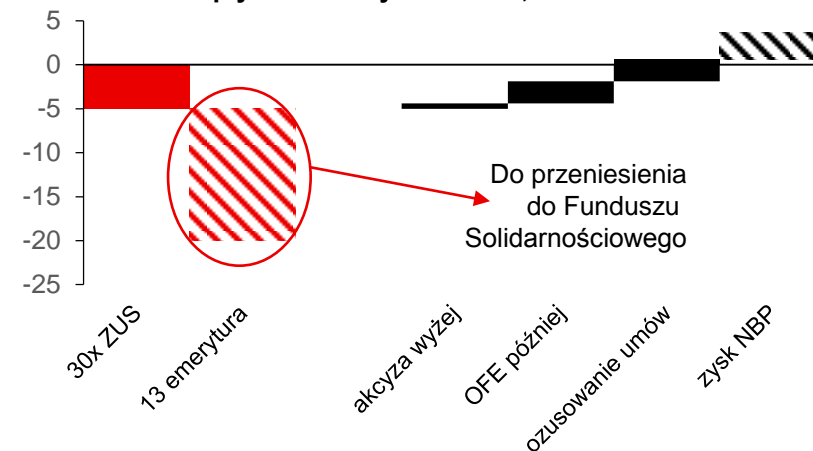 5
0
-5
-10
-15
-20
-25
Do przeniesienia
do Funduszu
Solidarnościowego
30x ZUS
13 emerytura
akcyza wyżej
OFE później
ozusowanie umów
zysk NBP